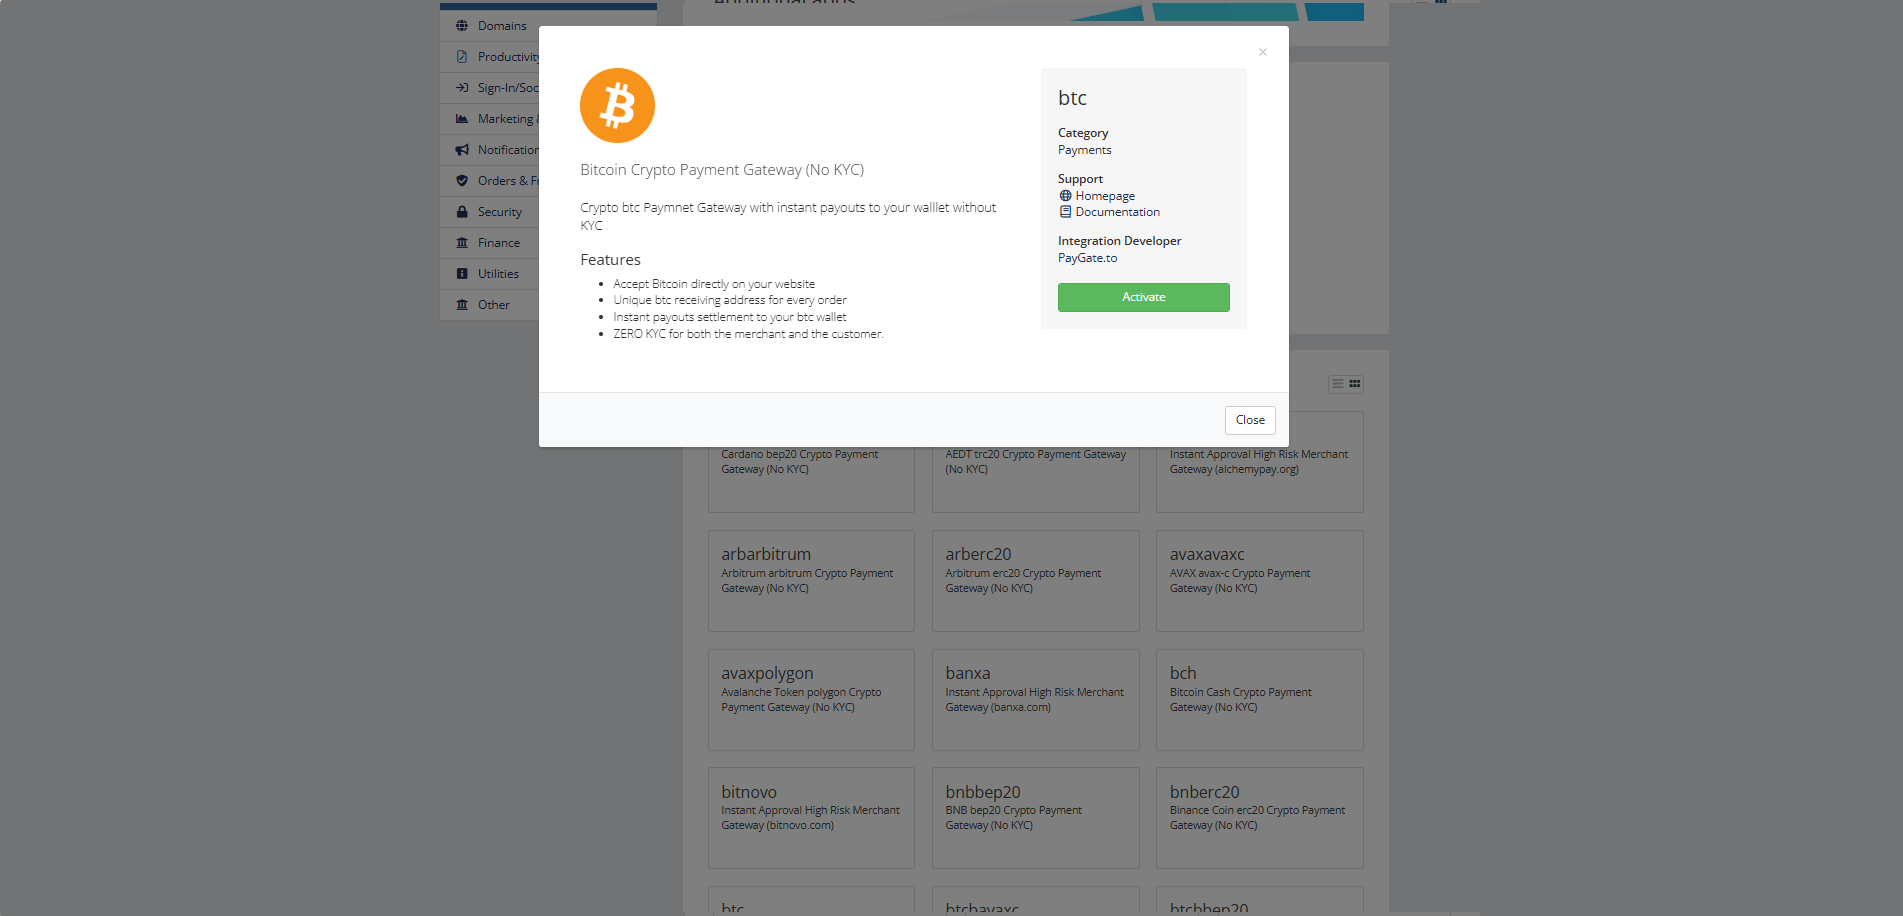 Domains
Productivity
Sign-In/Soc
Marketing &
Notification
Orders & Fr
Security
Finance
Utilities
Other
×
Bitcoin Crypto Payment Gateway (No KYC)
Crypto btc Paymnet Gateway with instant payouts to your walllet without
KYC
Features
Accept Bitcoin directly on your website
Unique btc receiving address for every order
Instant payouts settlement to your btc wallet
ZERO KYC for both the merchant and the customer.
btc
Category
Payments
Support
Homepage
Documentation
Integration Developer
PayGate.to
Activate
Close
Cardano bep20 Crypto Payment
Gateway (No KYC)
AEDT trc20 Crypto Payment Gateway
(No KYC)
Instant Approval High Risk Merchant
Gateway (alchemypay.org)
arbarbitrum
Arbitrum arbitrum Crypto Payment
Gateway (No KYC)
arberc20
Arbitrum erc20 Crypto Payment
Gateway (No KYC)
avaxavaxc
AVAX avax-c Crypto Payment
Gateway (No KYC)
avaxpolygon
Avalanche Token polygon Crypto
Payment Gateway (No KYC)
banxa
Instant Approval High Risk Merchant
Gateway (banxa.com)
bch
Bitcoin Cash Crypto Payment
Gateway (No KYC)
bitnovo
Instant Approval High Risk Merchant
Gateway (bitnovo.com)
bnbbep20
BNB bep20 Crypto Payment
Gateway (No KYC)
bnberc20
Binance Coin erc20 Crypto Payment
Gateway (No KYC)
btc
btcbavaxc
btcbbep20